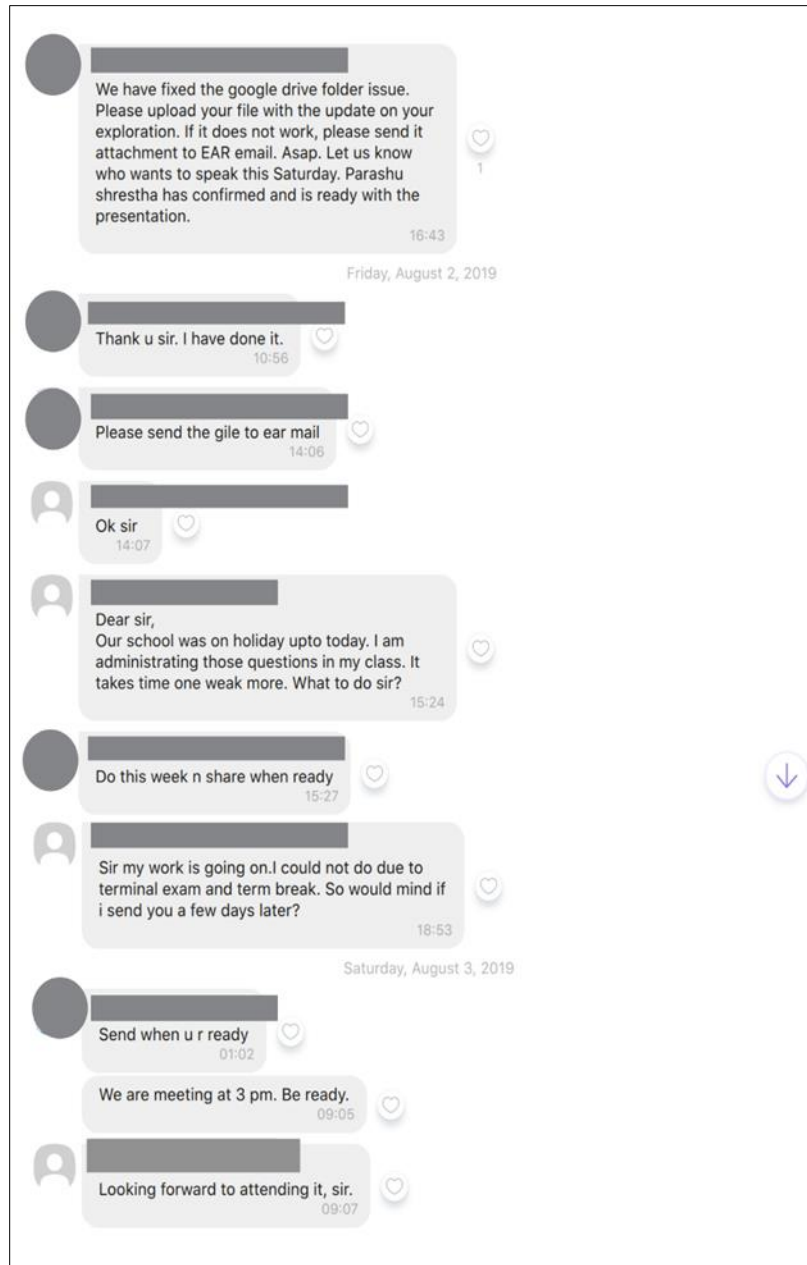 We have fixed the google drive folder issue.
Please upload your file with the update on your
exploration. If it does not work, please send it
attachment to EAR email. Asap. Let us know
who wants to speak this Saturday. Parashu
shrestha has confirmed and is ready with the
presentation.
16:43
1
Friday, August 2, 2019
Thank u sir. I have done it.
10:56
Please send the gile to ear mail
14:06
Ok sir
14:07
Dear sir,
Our school was on holiday upto today. I am
administrating those questions in my class. It
takes time one weak more. What to do sir?
15:24
Do this week n share when ready
15:27
Sir my work is going on.I could not do due to
terminal exam and term break. So would mind if
i send you a few days later?
18:53
Saturday, August 3, 2019
Send when u r ready
01:02
We are meeting at 3 pm. Be ready.
09:05
Looking forward to attending it, sir.
09:07